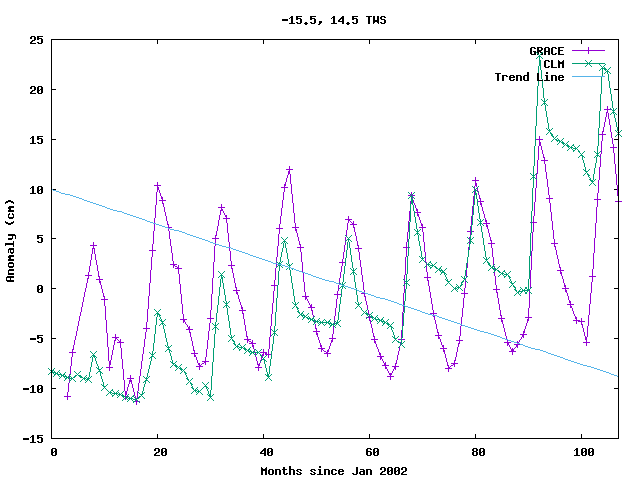 -15.5, 14.5 TWS
GRACE
CLM
Trend Line
Anomaly (cm)
25
20
15
10
5
0
-5
-10
-15
0 20 40 60 80 100
Months since Jan 2002